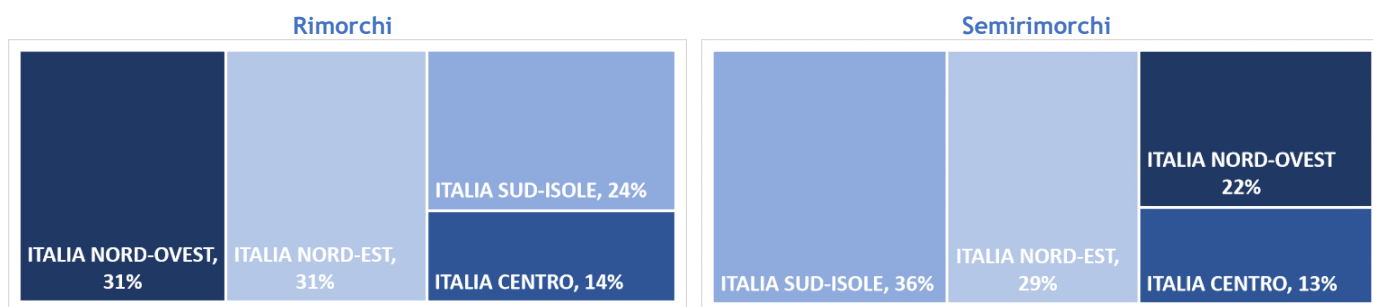 Rimorchi
ITALIA NORD-OVEST,
31%
ITALIA NORD-EST,
31%
ITALIA SUD-ISOLE, 24%
ITALIA CENTRO, 14%
Semirimorchi
ITALIA SUD-ISOLE, 36%
ITALIA NORD-EST,
29%
ITALIA NORD-OVEST
22%
ITALIA CENTRO, 13%